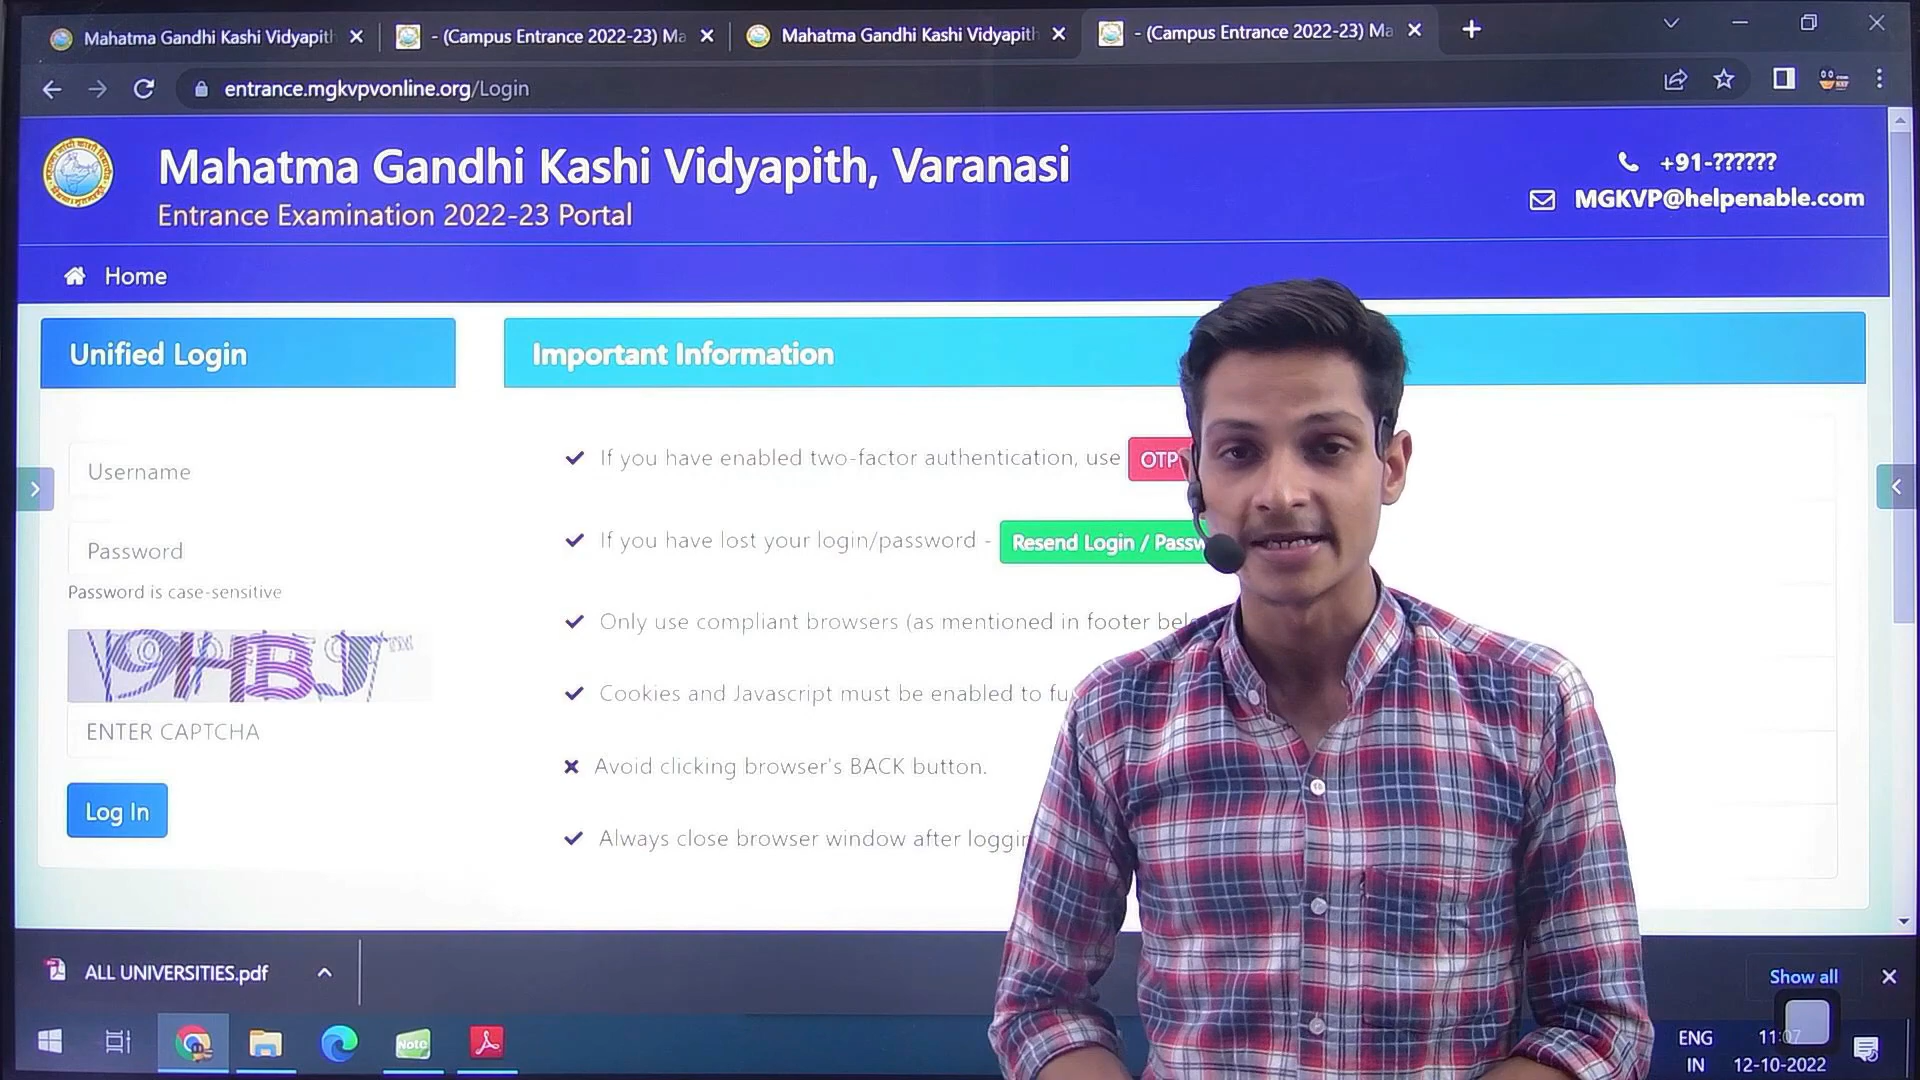 Mahatma Gandhi Kashi Vidyapith
- (Campus Entrance 2022-23) Ma
Mahatma Gandhi Kashi Vidyapith
- (Campus Entrance 2022-23) Ma
entrance.mgkvpvonline.org/Login
Mahatma Gandhi Kashi Vidyapith, Varanasi
Entrance Examination 2022-23 Portal
+91-??????
MGKVP@helpenable.com
Home
Unified Login
Username
Password
Password is case-sensitive
9HBJ
ENTER CAPTCHA
Log In
Important Information
If you have enabled two-factor authentication, use OTP
If you have lost your login/password - Resend Login / Passw
Only use compliant browsers (as mentioned in footer bel
Cookies and Javascript must be enabled to fu
Avoid clicking browser's BACK button.
Always close browser window after loggin
ALL UNIVERSITIES.pdf
Show all
Note
ENG
IN
11:07
12-10-2022